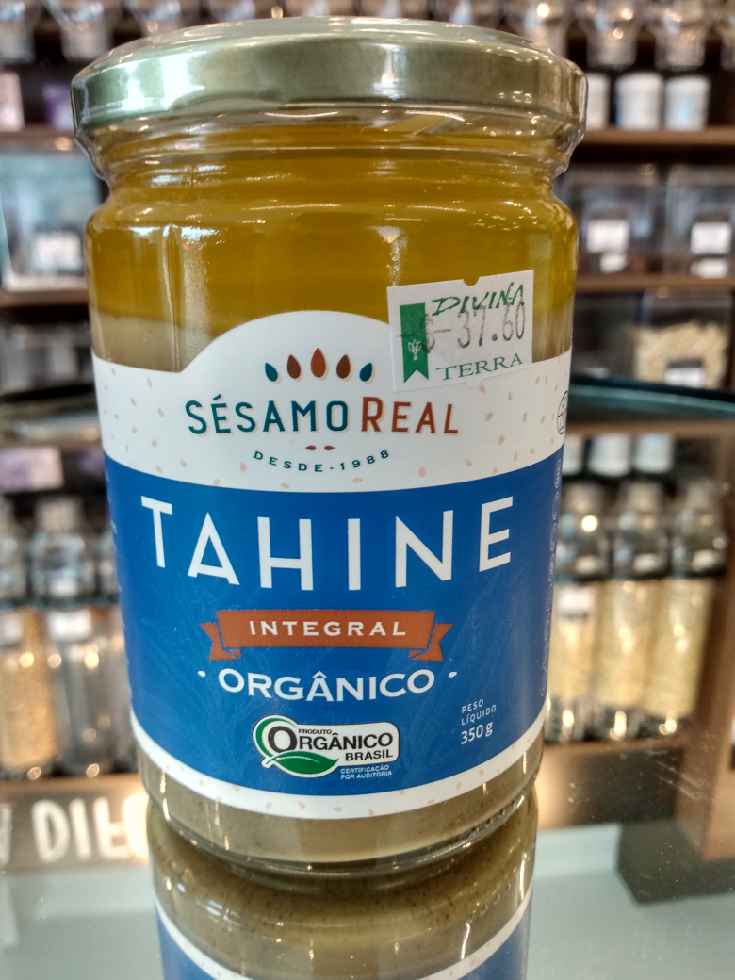 DIVINA
$-37.60
TERRA
SÉSAMO REAL
DESDE-1988
TAHINE
INTEGRAL
· ORGÂNICO ·
PESO
LÍQUIDO
350g
PRODUTO
ORGÂNICO
BRASIL
CERTIFICAÇÃO
POR AUDITORIA